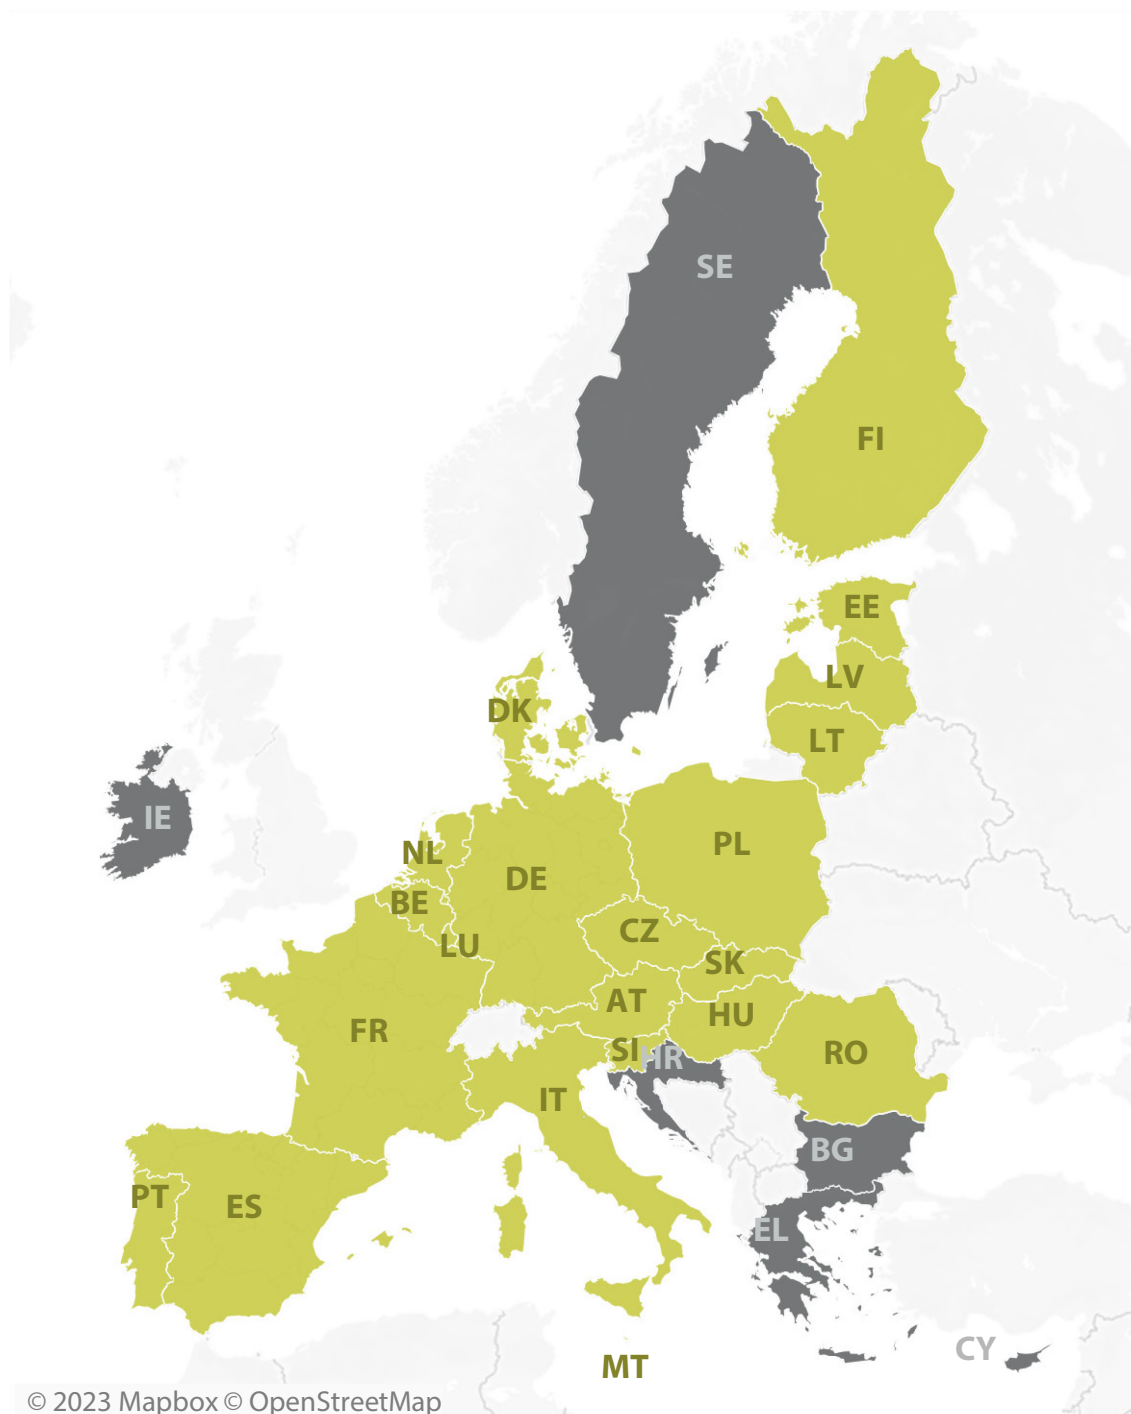 SE
FI
EE
LV
DK
LT
IE
PL
NL
DE
BE
CZ
LU
SK
AT
HU
FR
SI
HR
RO
IT
BG
PT
ES
EL
CY
MT
© 2023 Mapbox © OpenStreetMap